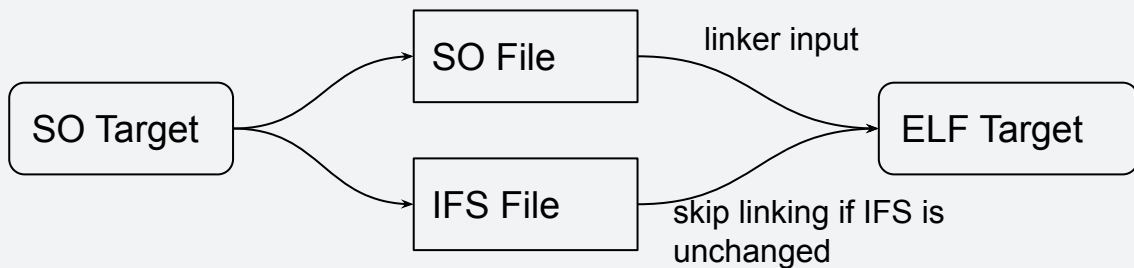 SO Target
SO File
IFS File
linker input
skip linking if IFS is
unchanged
ELF Target